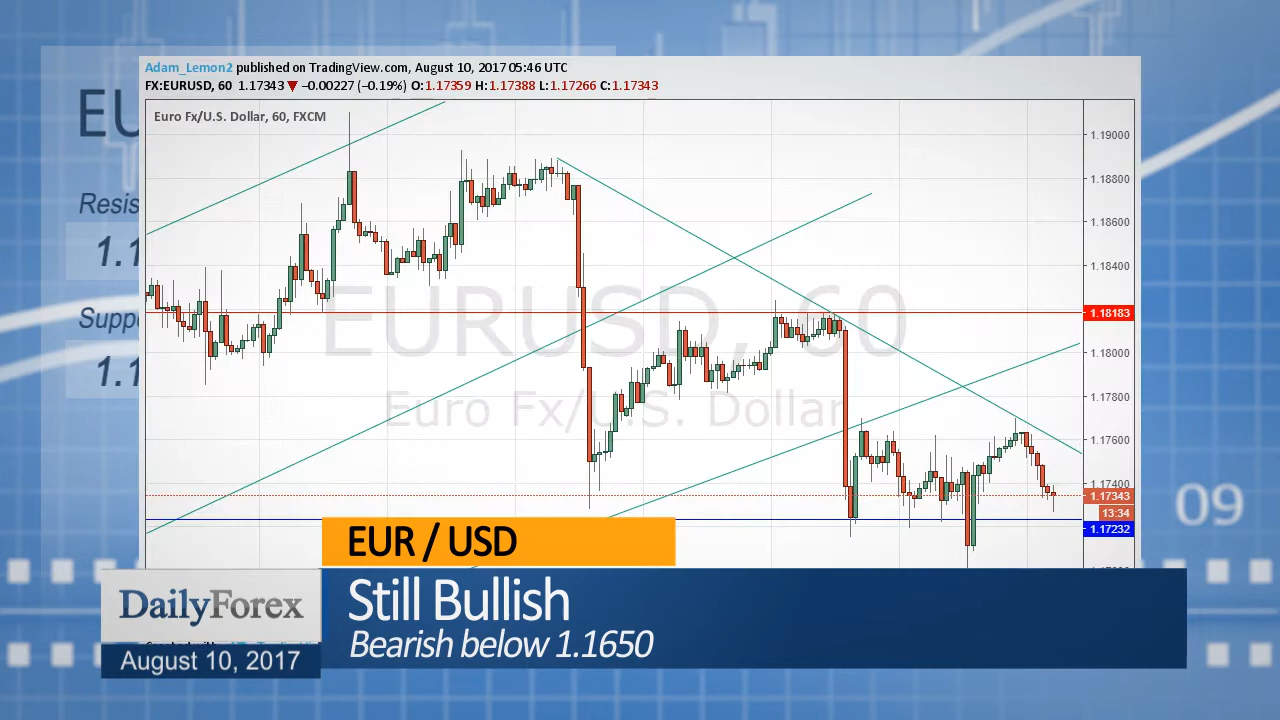 Adam_Lemon2 published on TradingView.com, August 10, 2017 05:46 UTC
FX:EURUSD, 60 1.17343 ▼ −0.00227 (−0.19%) O:1.17359 H:1.17388 L:1.17266 C:1.17343
Euro Fx/U.S. Dollar, 60, FXCM
EU
Resis
1.1
Suppo
1.1
EURUSD, 60
Euro Fx/U.S. Dollar
1.19000
1.18800
1.18600
1.18400
1.18183
1.18000
1.17800
1.17600
1.17400
1.17343
13:34
1.17232
09
EUR / USD
DailyForex
Still Bullish
August 10, 2017
Bearish below 1.1650